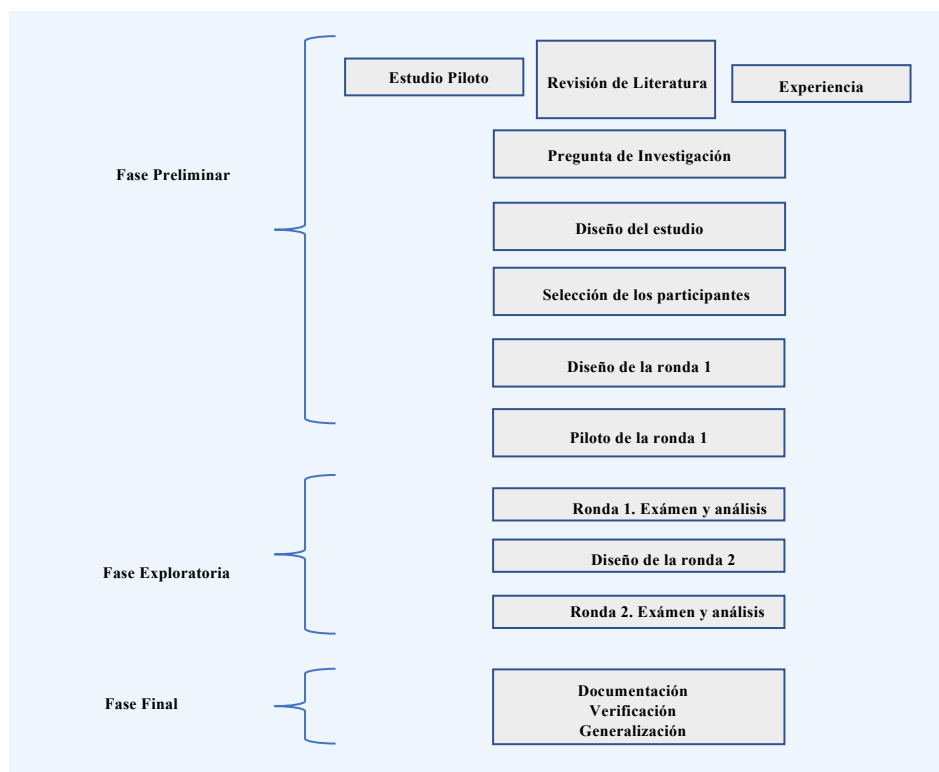 Estudio Piloto
Revisión de Literatura
Experiencia
Pregunta de Investigación
Fase Preliminar
Diseño del estudio
Selección de los participantes
Diseño de la ronda 1
Piloto de la ronda 1
Ronda 1. Exámen y análisis
Diseño de la ronda 2
Fase Exploratoria
Ronda 2. Exámen y análisis
Documentación
Fase Final
Verificación
Generalización